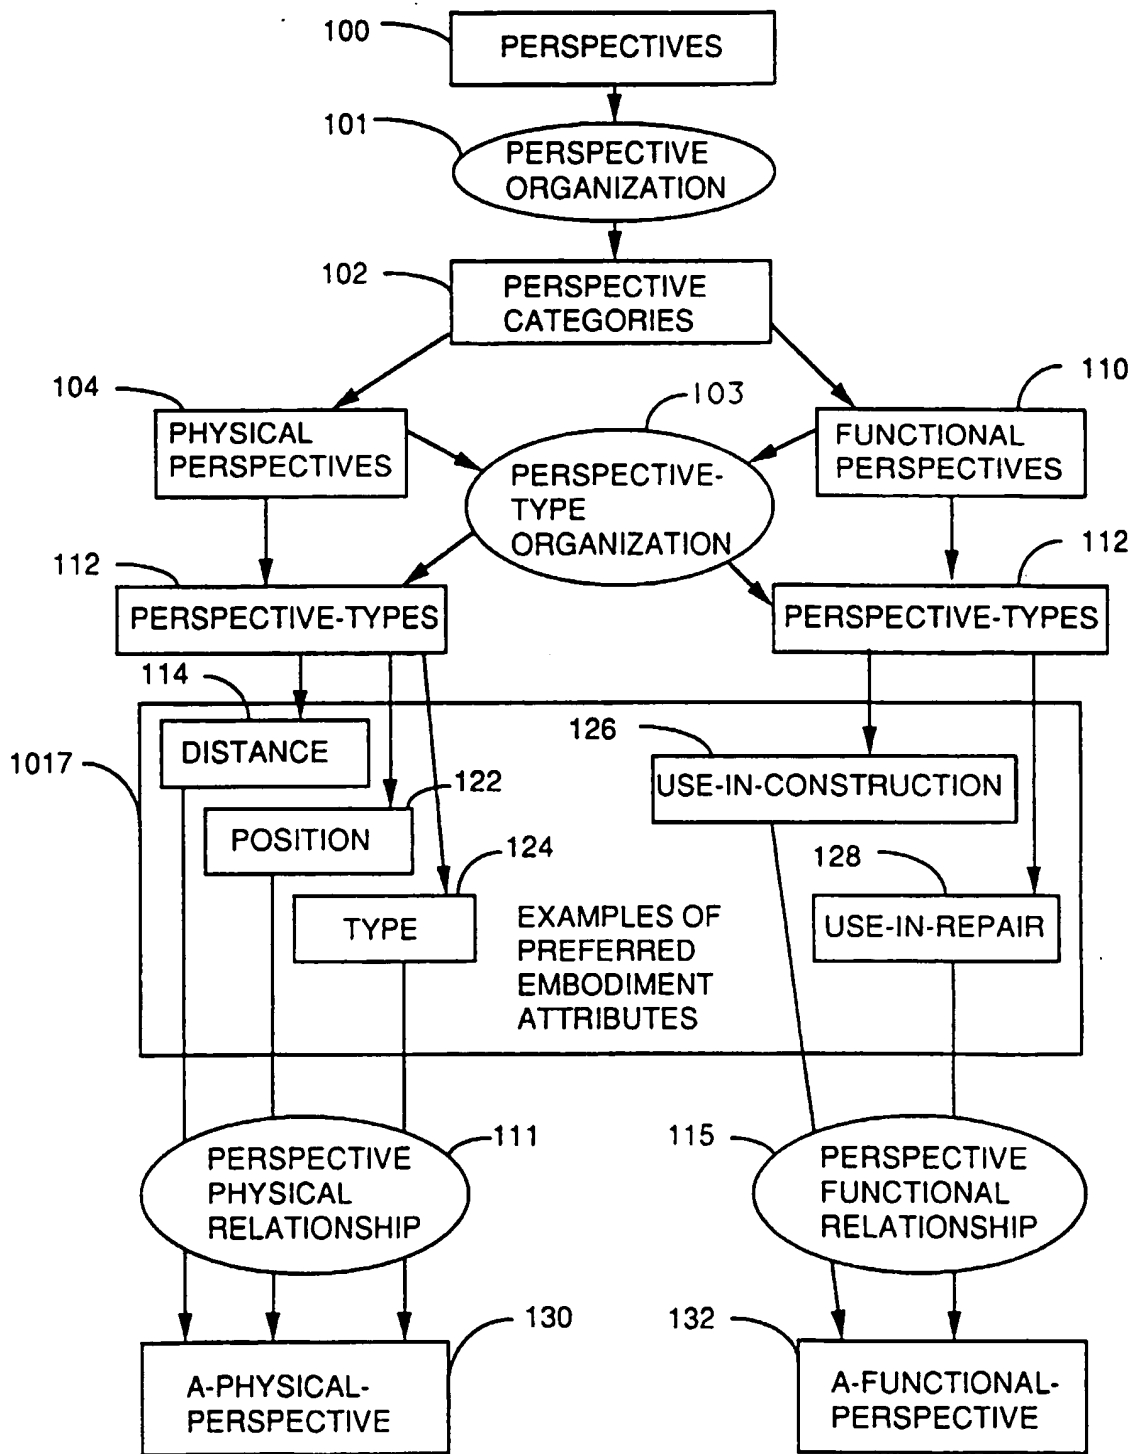 100
PERSPECTIVES
101
PERSPECTIVE
ORGANIZATION
102
PERSPECTIVE
CATEGORIES
104
103
110
PHYSICAL
PERSPECTIVES
PERSPECTIVE-
TYPE
ORGANIZATION
FUNCTIONAL
PERSPECTIVES
112
112
PERSPECTIVE-TYPES
PERSPECTIVE-TYPES
114
126
1017
DISTANCE
USE-IN-CONSTRUCTION
122
POSITION
124
128
TYPE
USE-IN-REPAIR
EXAMPLES OF
PREFERRED
EMBODIMENT
ATTRIBUTES
111
115
PERSPECTIVE
PHYSICAL
RELATIONSHIP
PERSPECTIVE
FUNCTIONAL
RELATIONSHIP
130
132
A-PHYSICAL-
PERSPECTIVE
A-FUNCTIONAL-
PERSPECTIVE